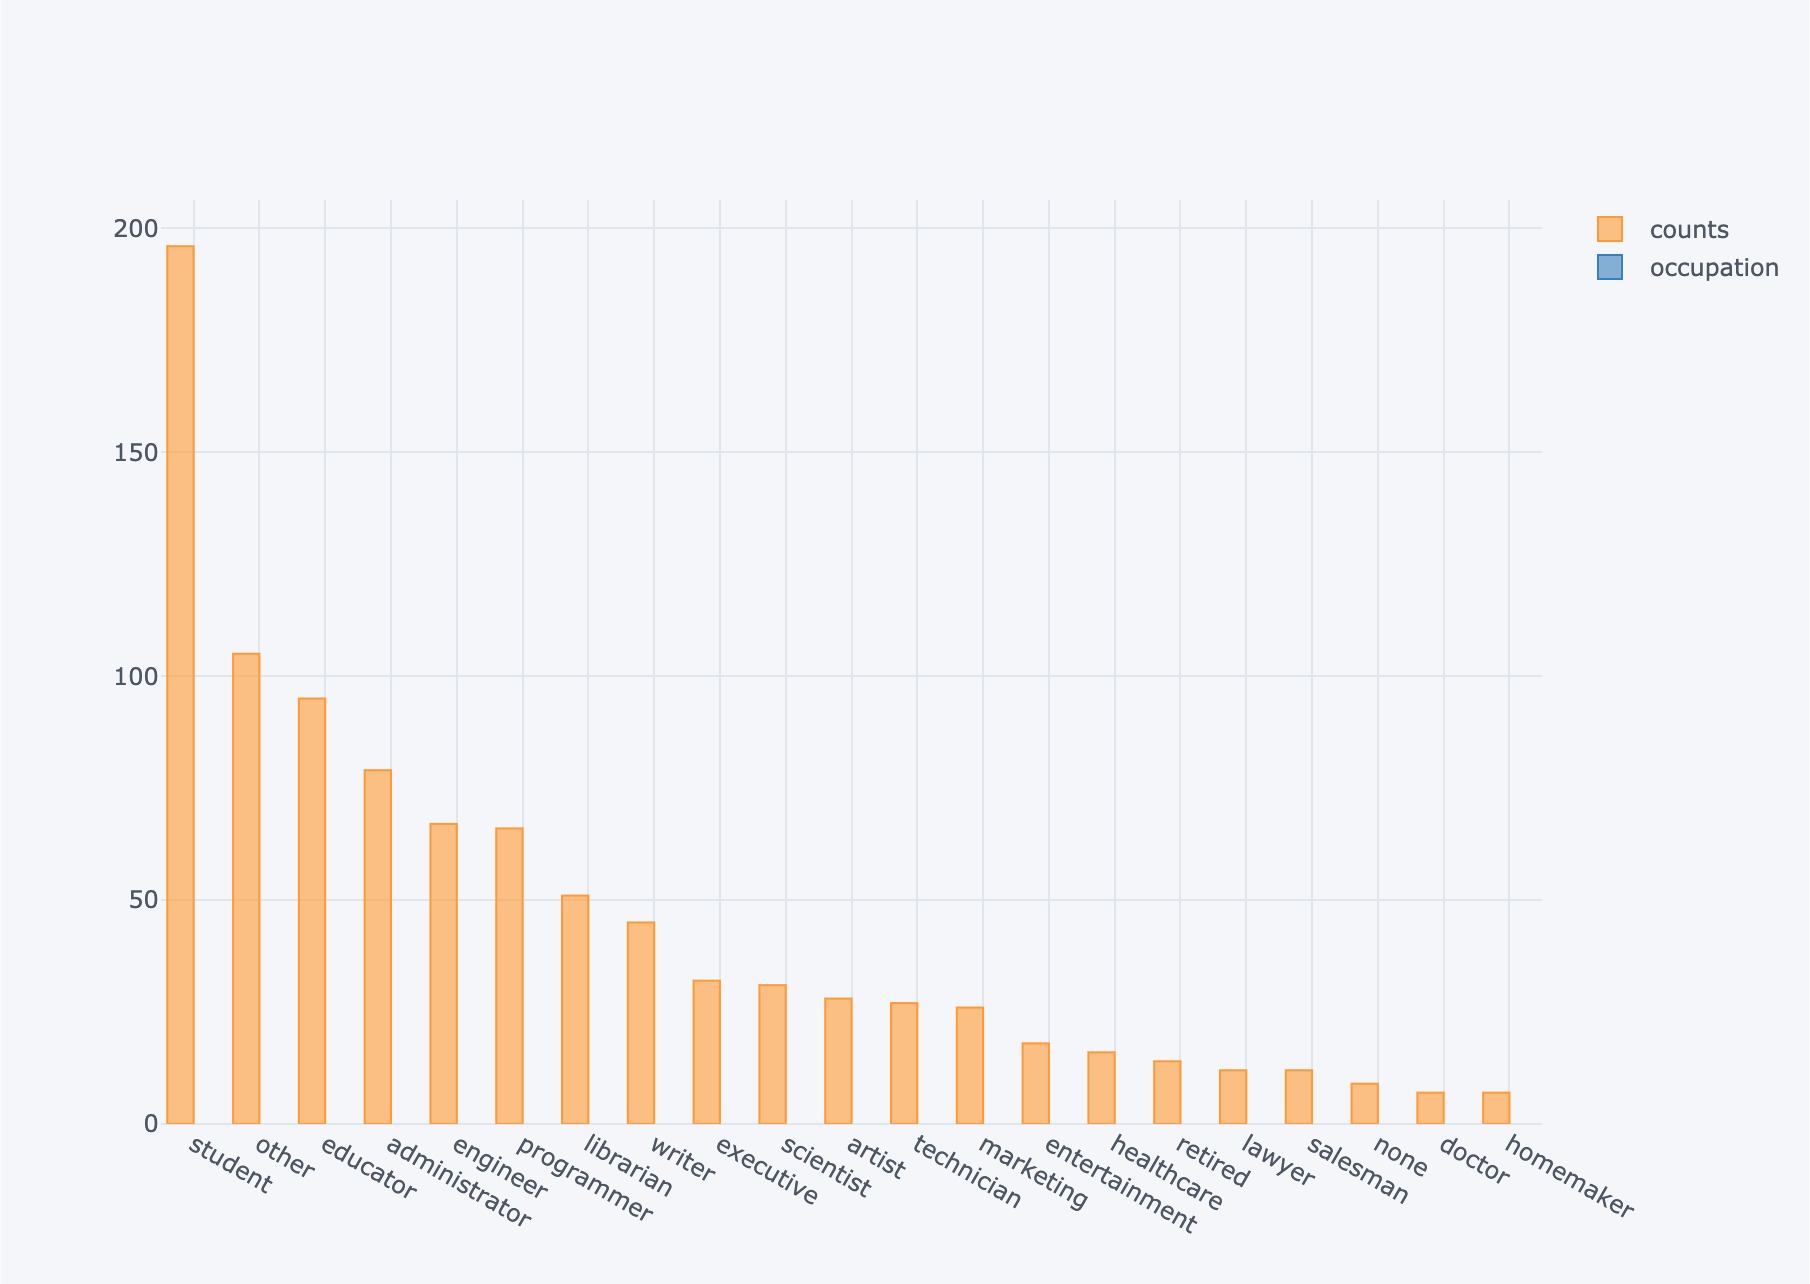 200
150
100
50
0
student
other
educator
administrator
engineer
programmer
librarian
writer
executive
scientist
artist
technician
marketing
entertainment
healthcare
retired
lawyer
salesman
none
doctor
homemaker
counts
occupation